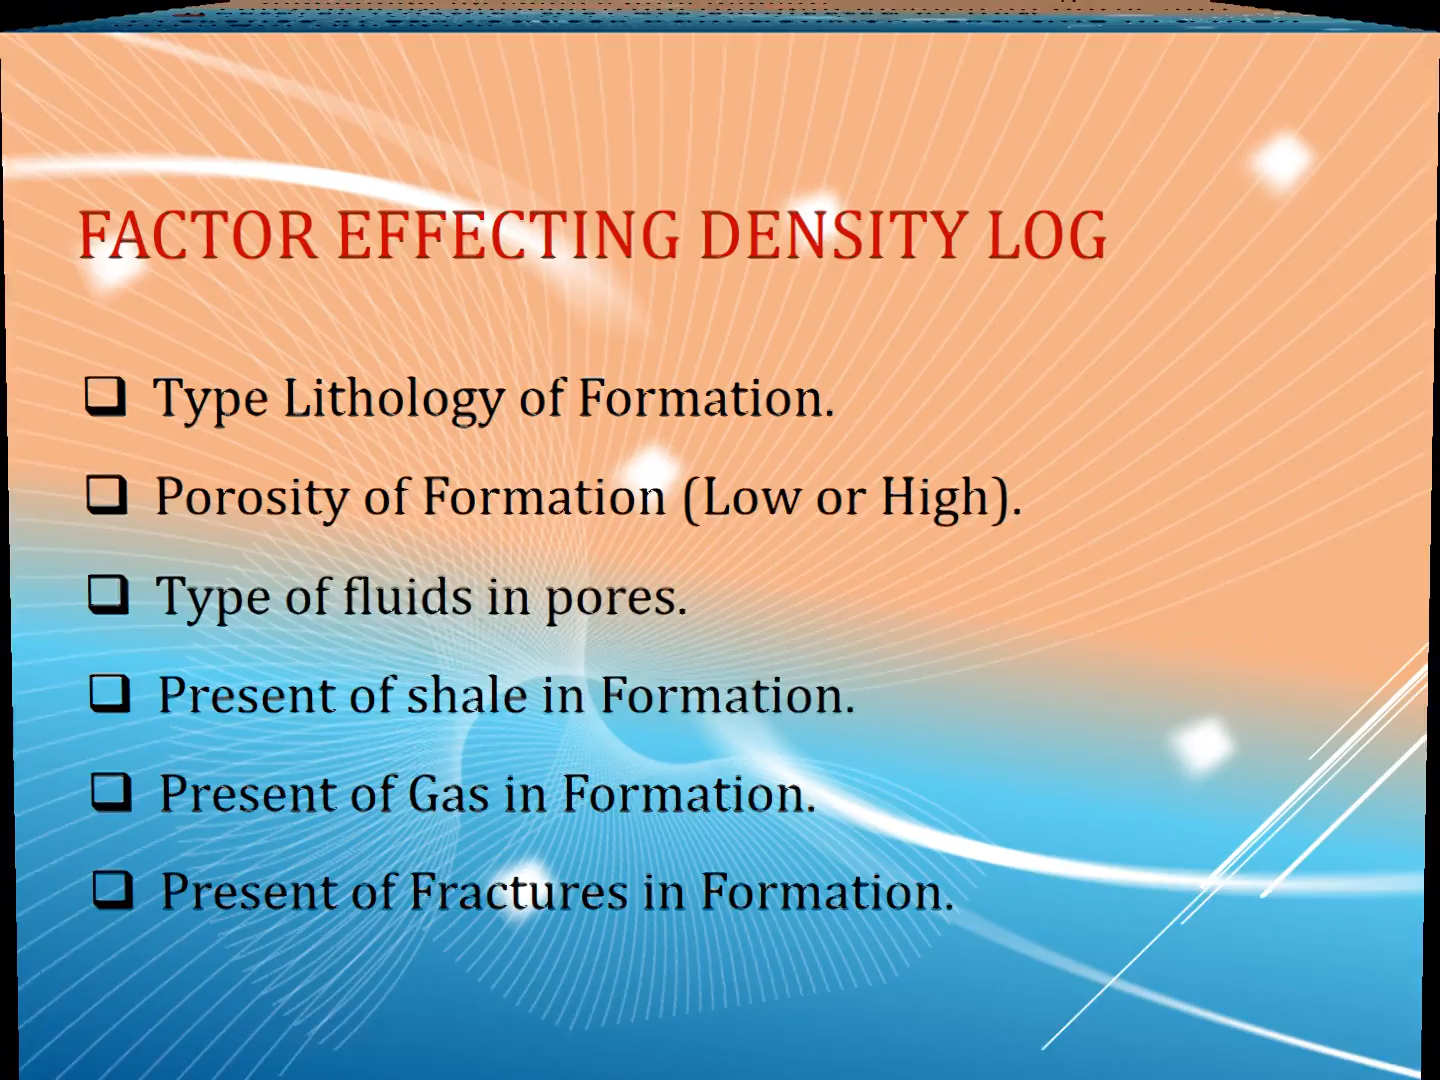 FACTOR EFFECTING DENSITY LOG
Type Lithology of Formation.
Porosity of Formation (Low or High).
Type of fluids in pores.
Present of shale in Formation.
Present of Gas in Formation.
Present of Fractures in Formation.